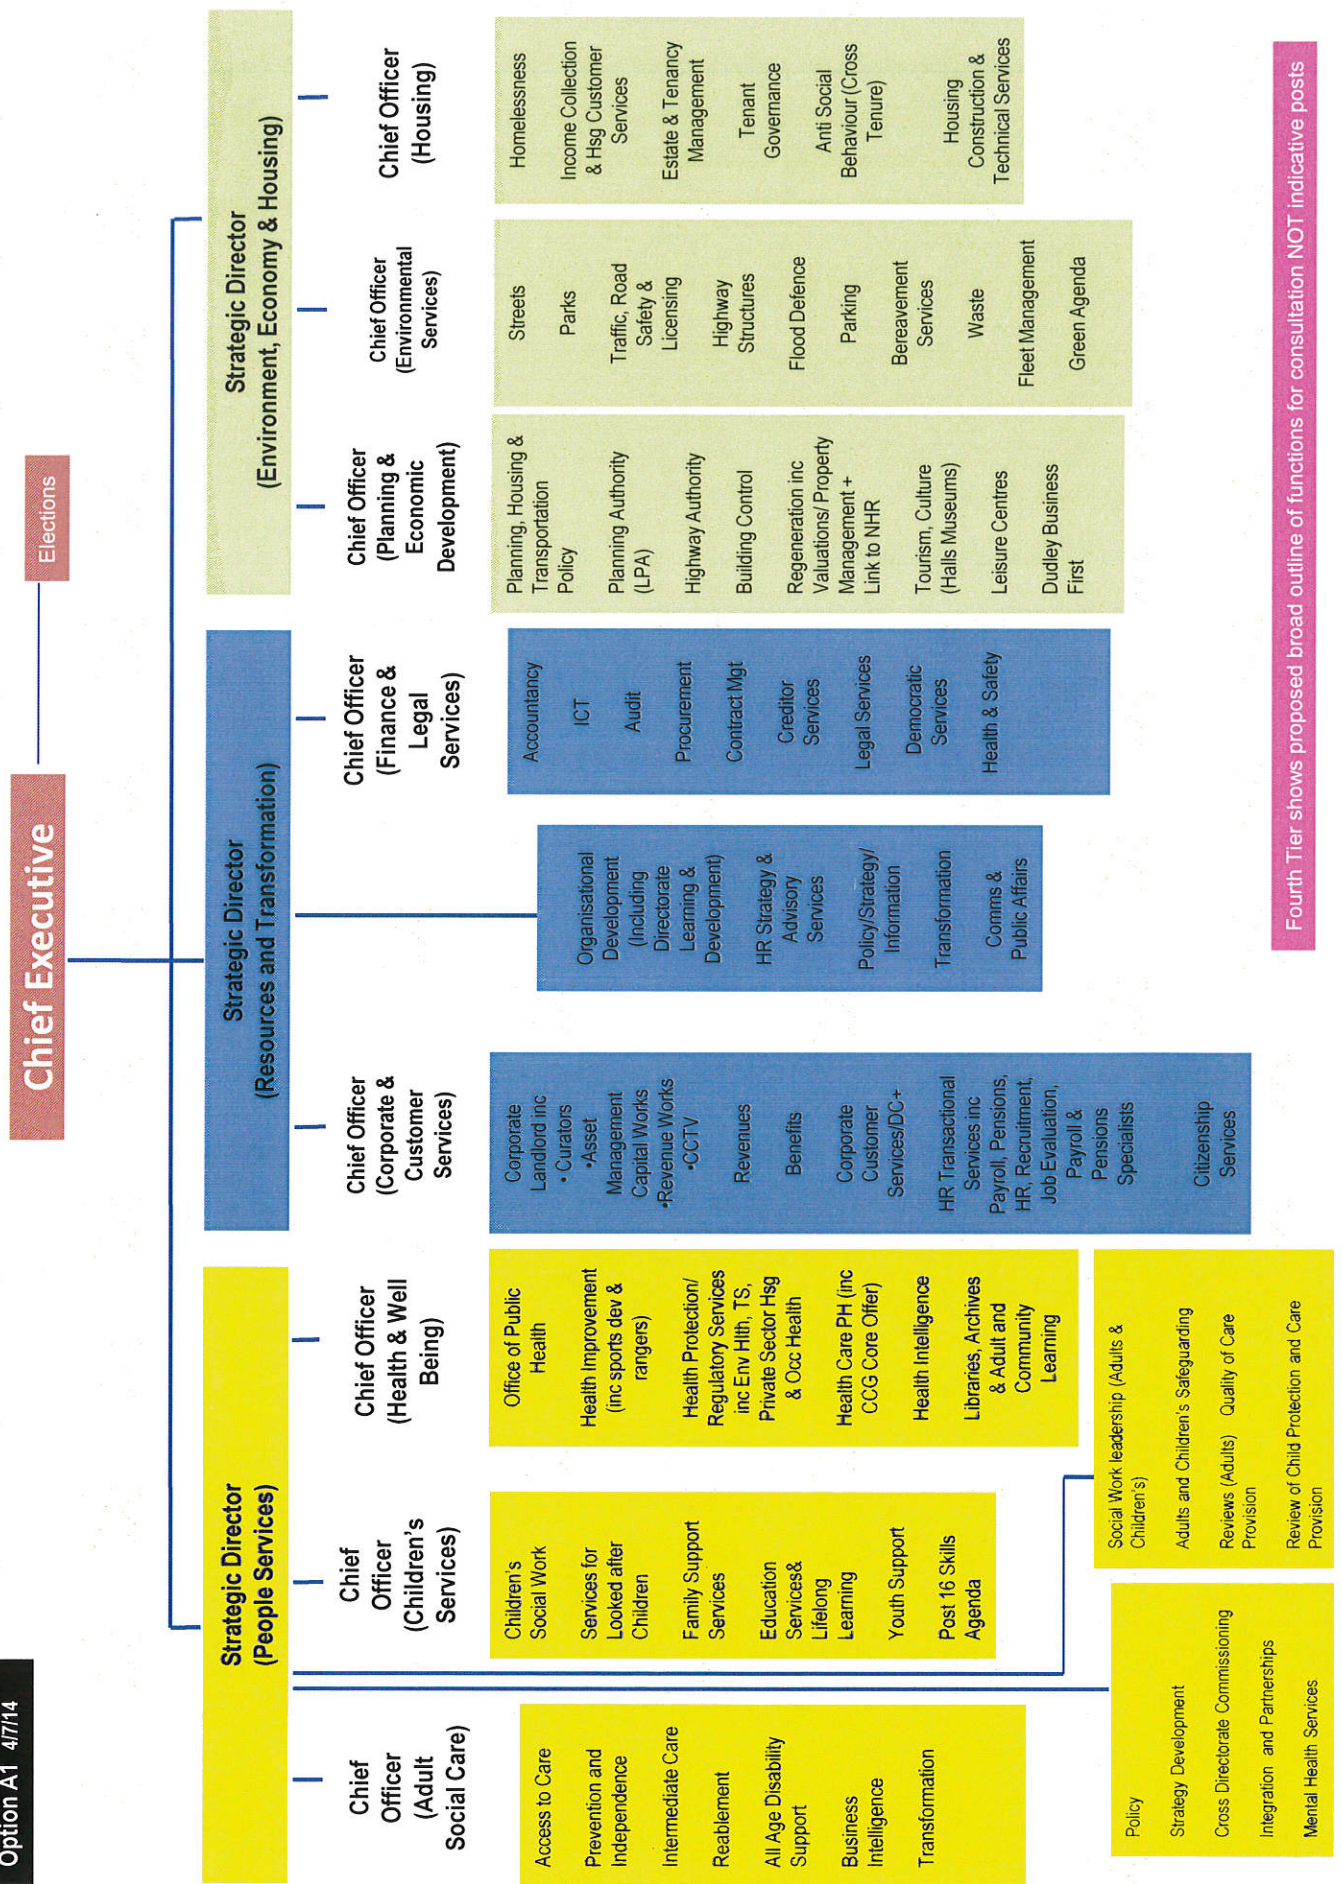 Option A1 4/7/14
Chief Executive
Elections
Strategic Director
(People Services)
Strategic Director
(Resources and Transformation)
Strategic Director
(Environment, Economy & Housing)
Chief
Officer
(Adult
Social Care)
Access to Care
Prevention and
Independence
Intermediate Care
Reablement
All Age Disability
Support
Business
Intelligence
Transformation
Chief
Officer
(Children's
Services)
Children's
Social Work
Services for
Looked after
Children
Family Support
Services
Education
Services&
Lifelong
Learning
Youth Support
Post 16 Skills
Agenda
Chief Officer
(Health & Well
Being)
Office of Public
Health
Health Improvement
(inc sports dev &
rangers)
Health Protection/
Regulatory Services
inc Env Hlth, TS,
Private Sector Hsg
& Occ Health
Health Care PH (inc
CCG Core Offer)
Health Intelligence
Libraries, Archives
& Adult and
Community
Learning
Policy
Strategy Development
Cross Directorate Commissioning
Integration and Partnerships
Mental Health Services
Social Work leadership (Adults &
Children's)
Adults and Children's Safeguarding
Reviews (Adults) Quality of Care
Provision
Review of Child Protection and Care
Provision
Chief Officer
(Corporate &
Customer
Services)
Corporate
Landlord inc
•Curators
•Asset
Management
Capital Works
•Revenue Works
•CCTV
Revenues
Benefits
Corporate
Customer
Services/DC+
HR Transactional
Services inc
Payroll, Pensions,
HR, Recruitment,
Job Evaluation,
Payroll &
Pensions
Specialists
Citizenship
Services
Organisational
Development
(Including
Directorate
Learning &
Development)
HR Strategy &
Advisory
Services
Policy/Strategy/
Information
Transformation
Comms &
Public Affairs
Chief Officer
(Finance &
Legal
Services)
Accountancy
ICT
Audit
Procurement
Contract Mgt
Creditor
Services
Legal Services
Democratic
Services
Health & Safety
Chief Officer
(Planning &
Economic
Development)
Planning, Housing &
Transportation
Policy
Planning Authority
(LPA)
Highway Authority
Building Control
Regeneration inc
Valuations/ Property
Management +
Link to NHR
Tourism, Culture
(Halls Museums)
Leisure Centres
Dudley Business
First
Chief Officer
(Environmental
Services)
Streets
Parks
Traffic, Road
Safety &
Licensing
Highway
Structures
Flood Defence
Parking
Bereavement
Services
Waste
Fleet Management
Green Agenda
Chief Officer
(Housing)
Homelessness
Income Collection
& Hsg Customer
Services
Estate & Tenancy
Management
Tenant
Governance
Anti Social
Behaviour (Cross
Tenure)
Housing
Construction &
Technical Services
Fourth Tier shows proposed broad outline of functions for consultation NOT indicative posts